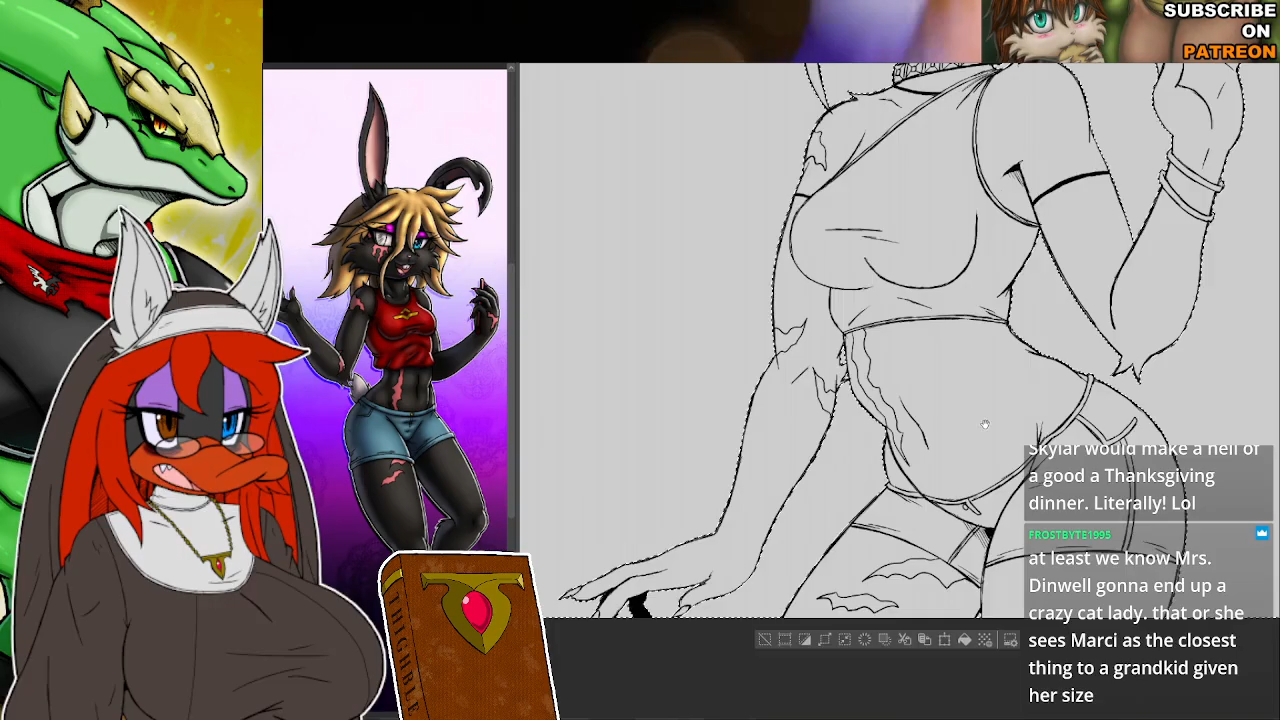 SUBSCRIBE
ON
PATREON
Skylar would make a hell of
a good a Thanksgiving
dinner. Literally! Lol
FROSTBYTE1995
at least we know Mrs.
Dinwell gonna end up a
crazy cat lady. that or she
sees Marci as the closest
thing to a grandkid given
her size
THIGHBLE